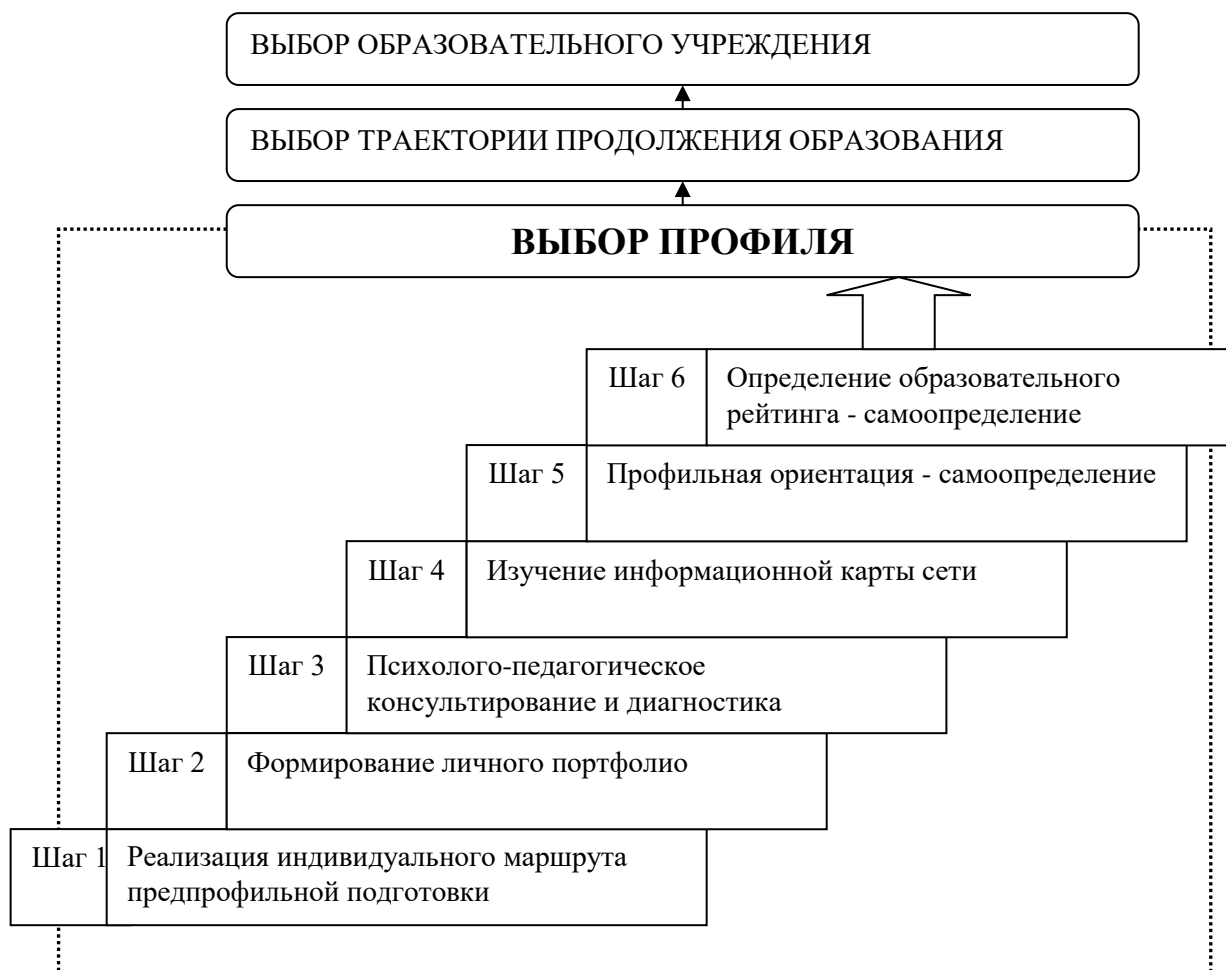 ВЫБОР ОБРАЗОВАТЕЛЬНОГО УЧРЕЖДЕНИЯ
ВЫБОР ТРАЕКТОРИИ ПРОДОЛЖЕНИЯ ОБРАЗОВАНИЯ
ВЫБОР ПРОФИЛЯ
Шаг 6 Определение образовательного
рейтинга - самоопределение
Шаг 5 Профильная ориентация - самоопределение
Шаг 4 Изучение информационной карты сети
Шаг 3 Психолого-педагогическое
консультирование и диагностика
Шаг 2 Формирование личного портфолио
Шаг 1 Реализация индивидуального маршрута
предпрофильной подготовки